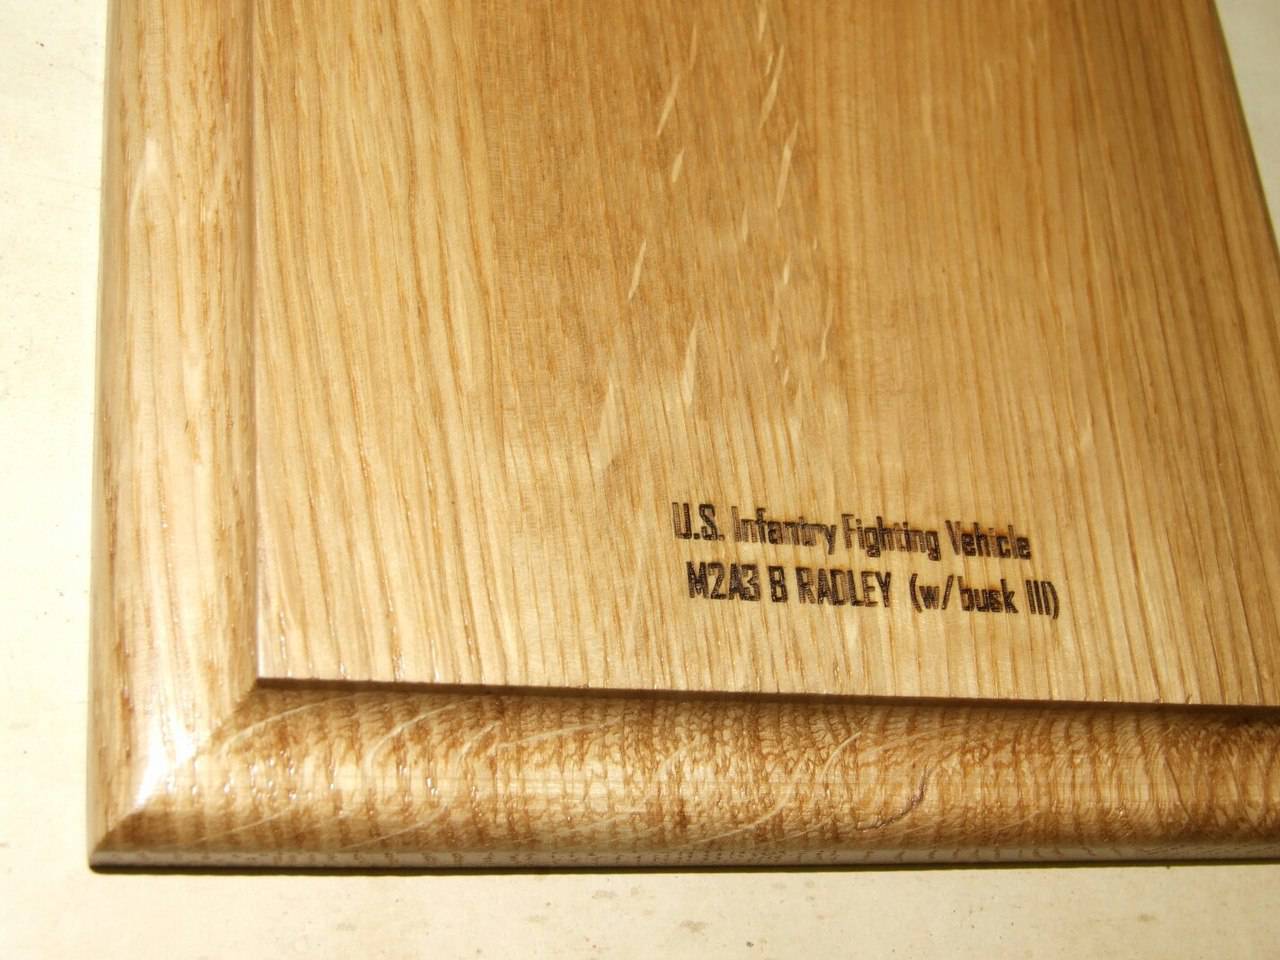 U.S. Infantry Fighting Vehicle
M2A3 B RADLEY (w/busk III)